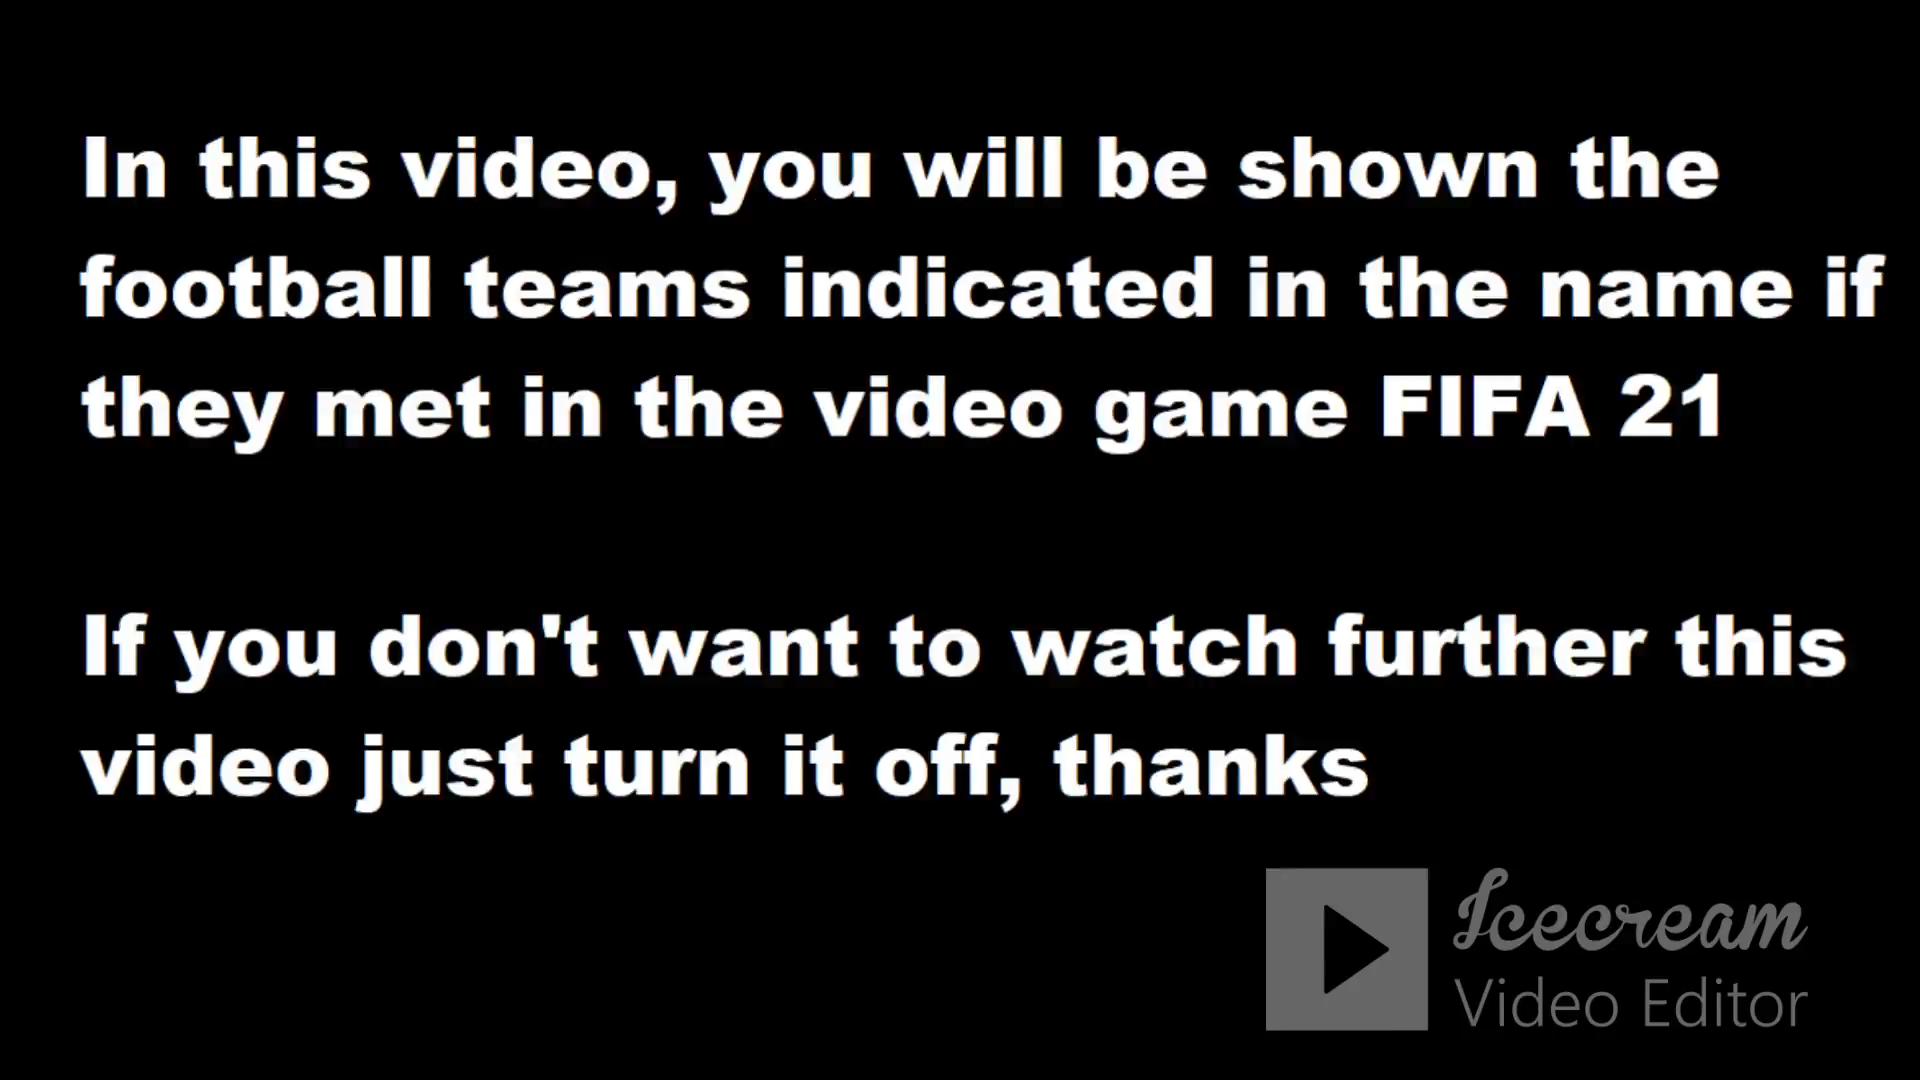 In this video, you will be shown the
football teams indicated in the name if
they met in the video game FIFA 21
If you don't want to watch further this
video just turn it off, thanks
Icecream
Video Editor